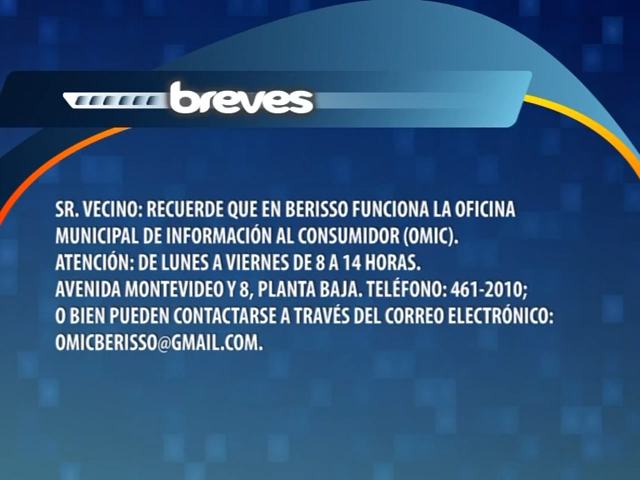 breves
SR. VECINO: RECUERDE QUE EN BERISSO FUNCIONA LA OFICINA
MUNICIPAL DE INFORMACIÓN AL CONSUMIDOR (OMIC).
ATENCIÓN: DE LUNES A VIERNES DE 8 A 14 HORAS.
AVENIDA MONTEVIDEO Y 8, PLANTA BAJA. TELÉFONO: 461-2010;
O BIEN PUEDEN CONTACTARSE A TRAVÉS DEL CORREO ELECTRÓNICO:
OMICBERISSO@GMAIL.COM.